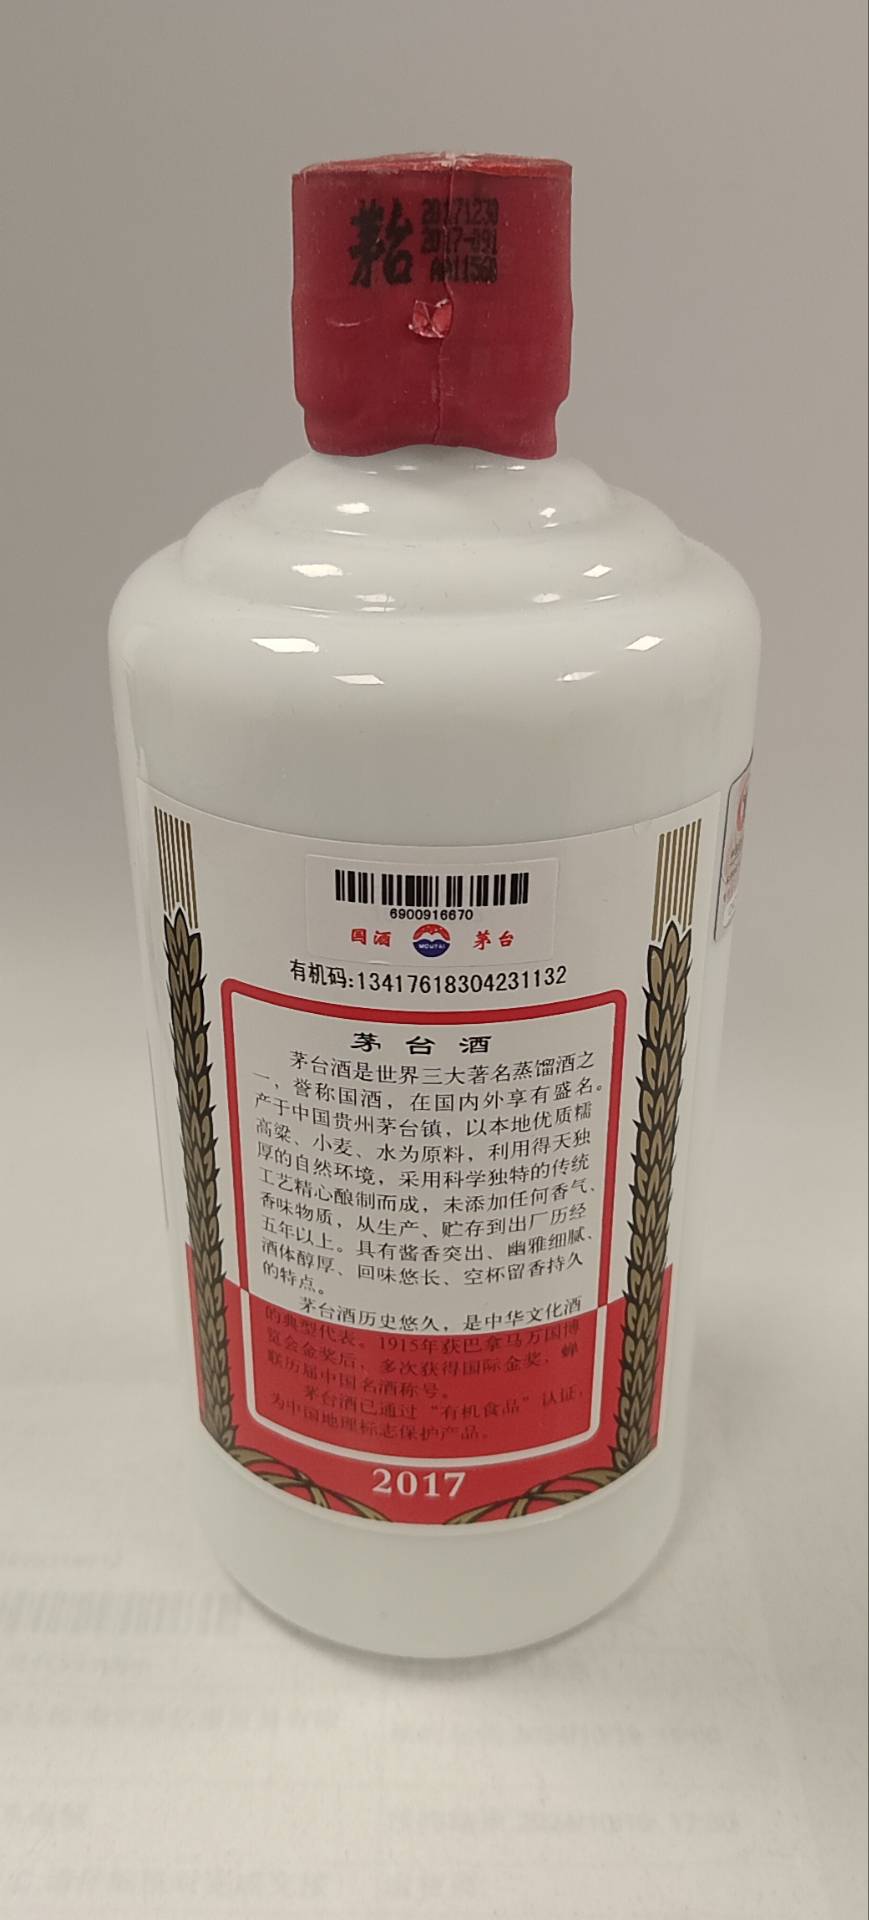 茅台
20171230
2017-091
AA11560
6900916670
国酒 MOUTAI 茅台
有机码:13417618304231132
茅台酒
茅台酒是世界三大著名蒸馏酒之
一，誉称国酒，在国内外享有盛名。
产于中国贵州茅台镇，以本地优质糯
高粱、小麦、水为原料，利用得天独
厚的自然环境，采用科学独特的传统
工艺精心酿制而成，未添加任何香气、
香味物质，从生产、贮存到出厂历经
五年以上。具有酱香突出、幽雅细腻、
酒体醇厚、回味悠长、空杯留香持久
的特点。
茅台酒历史悠久，是中华文化酒
的典型代表。1915年获巴拿马万国博
览会金奖后，多次获得国际金奖，蝉
联历届中国名酒称号。
茅台酒已通过“有机食品”认证，
为中国地理标志保护产品。
2017